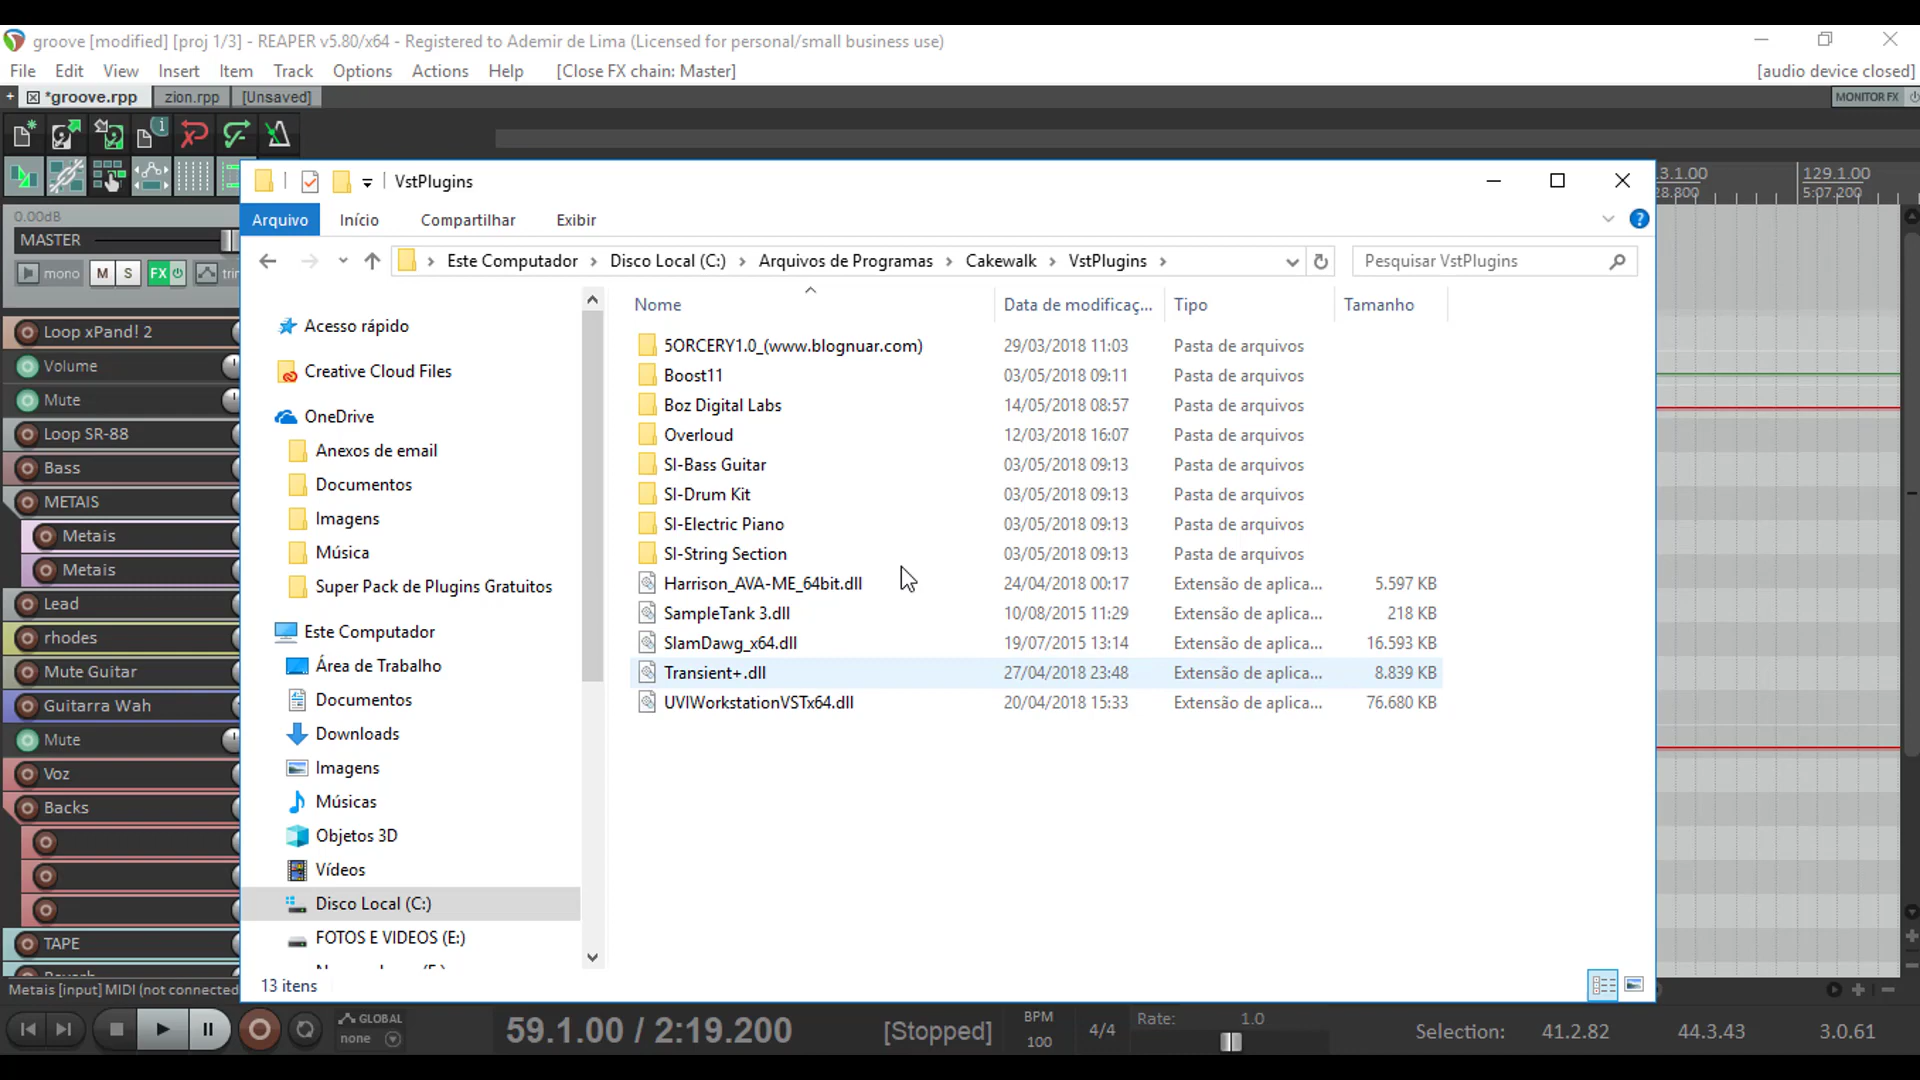 groove [modified] [proj 1/3] - REAPER v5.80/x64 - Registered to Ademir de Lima (Licensed for personal/small business use)
File Edit View Insert Item Track Options Actions Help [Close FX chain: Master] [audio device closed]
+ *groove.rpp zion.rpp [Unsaved] MONITOR FX
VstPlugins
Arquivo Início Compartilhar Exibir
Este Computador Disco Local (C:) Arquivos de Programas Cakewalk VstPlugins Pesquisar VstPlugins
Nome Data de modificaç... Tipo Tamanho
5ORCERY1.0_(www.blognuar.com) 29/03/2018 11:03 Pasta de arquivos
Boost11 03/05/2018 09:11 Pasta de arquivos
Boz Digital Labs 14/05/2018 08:57 Pasta de arquivos
Overloud 12/03/2018 16:07 Pasta de arquivos
SI-Bass Guitar 03/05/2018 09:13 Pasta de arquivos
SI-Drum Kit 03/05/2018 09:13 Pasta de arquivos
SI-Electric Piano 03/05/2018 09:13 Pasta de arquivos
SI-String Section 03/05/2018 09:13 Pasta de arquivos
Harrison_AVA-ME_64bit.dll 24/04/2018 00:17 Extensão de aplica... 5.597 KB
SampleTank 3.dll 10/08/2015 11:29 Extensão de aplica... 218 KB
SlamDawg_x64.dll 19/07/2015 13:14 Extensão de aplica... 16.593 KB
Transient+.dll 27/04/2018 23:48 Extensão de aplica... 8.839 KB
UVIWorkstationVSTx64.dll 20/04/2018 15:33 Extensão de aplica... 76.680 KB
Acesso rápido
Creative Cloud Files
OneDrive
Anexos de email
Documentos
Imagens
Música
Super Pack de Plugins Gratuitos
Este Computador
Área de Trabalho
Documentos
Downloads
Imagens
Músicas
Objetos 3D
Vídeos
Disco Local (C:)
FOTOS E VIDEOS (E:)
13 itens
3.1.00 129.1.00
28.800 5:07.200
0.00dB
MASTER
mono M S FX trim
Loop xPand! 2
Volume
Mute
Loop SR-88
Bass
METAIS
Metais
Metais
Lead
rhodes
Mute Guitar
Guitarra Wah
Mute
Voz
Backs
TAPE
Metais [input] MIDI (not connected
GLOBAL
none
59.1.00 / 2:19.200
[Stopped]
BPM
100
4/4
Rate: 1.0
Selection: 41.2.82 44.3.43 3.0.61